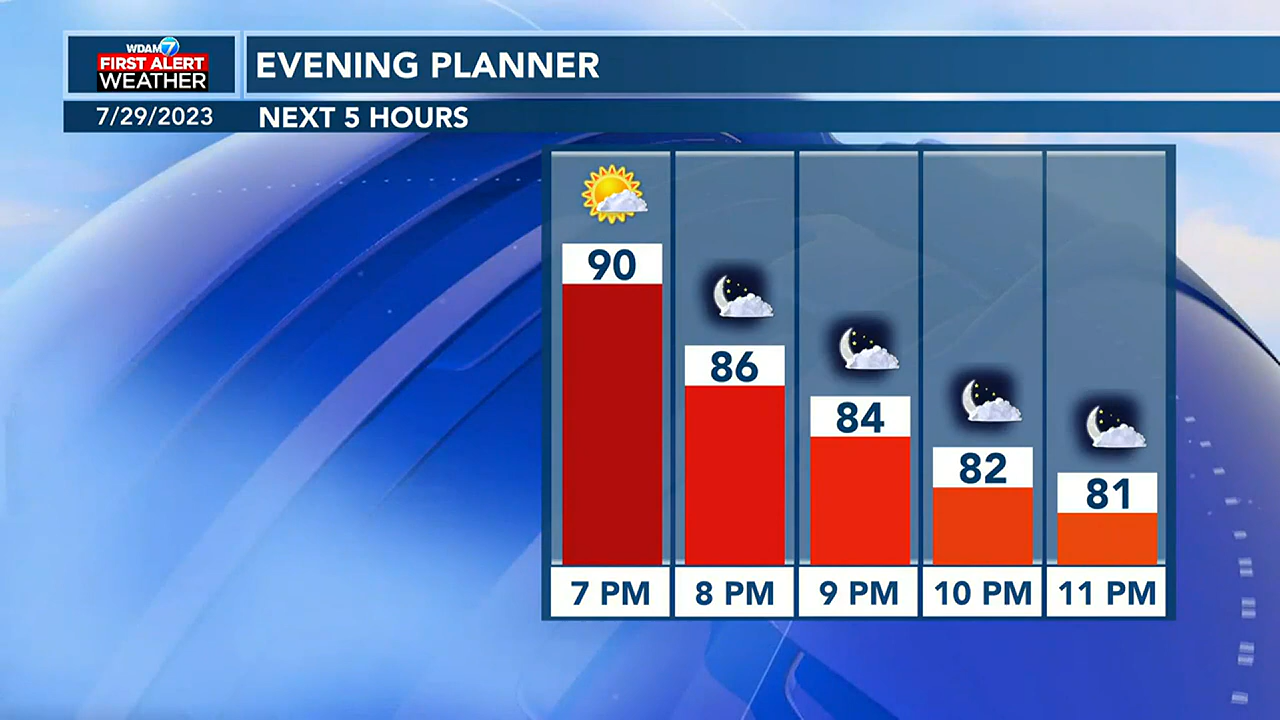 WDAM 7
FIRST ALERT
WEATHER
EVENING PLANNER
7/29/2023
NEXT 5 HOURS
90
86
84
82
81
7 PM
8 PM
9 PM
10 PM
11 PM